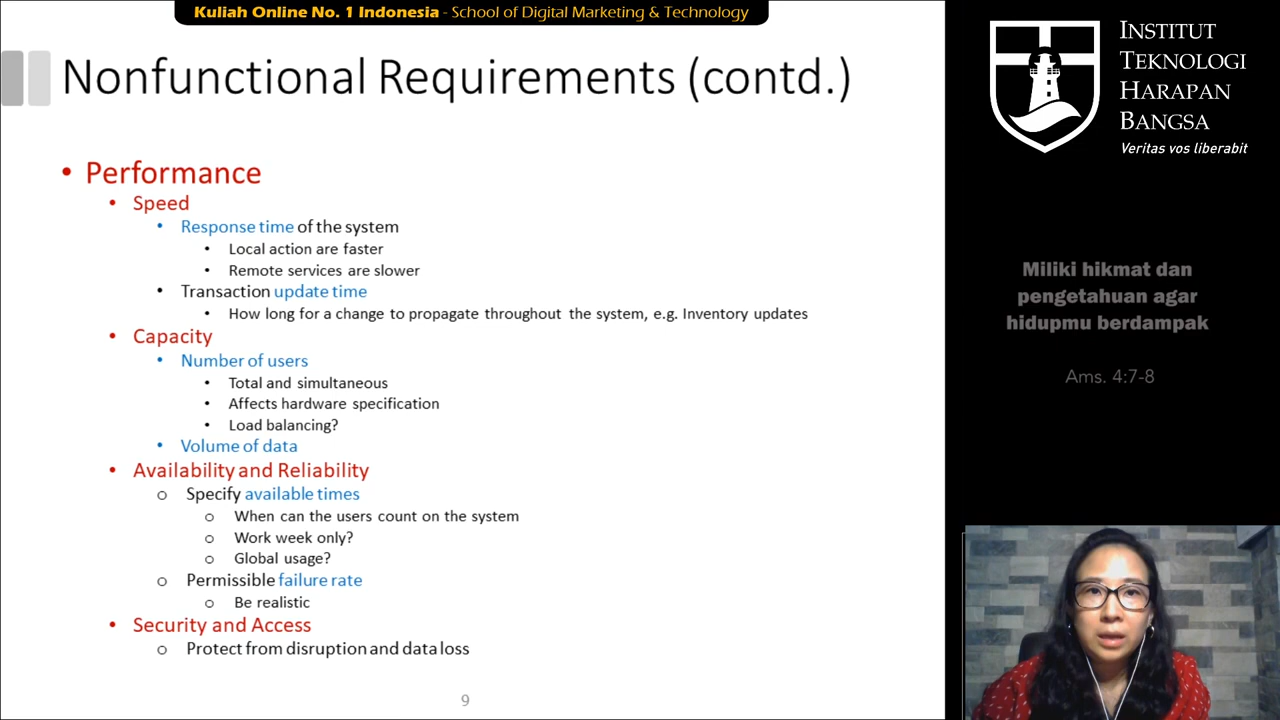 Kuliah Online No. 1 Indonesia - School of Digital Marketing & Technology
Nonfunctional Requirements (contd.)
• Performance
• Speed
• Response time of the system
• Local action are faster
• Remote services are slower
• Transaction update time
• How long for a change to propagate throughout the system, e.g. Inventory updates
• Capacity
• Number of users
• Total and simultaneous
• Affects hardware specification
• Load balancing?
• Volume of data
• Availability and Reliability
o Specify available times
o When can the users count on the system
o Work week only?
o Global usage?
o Permissible failure rate
o Be realistic
• Security and Access
o Protect from disruption and data loss
9
INSTITUT
TEKNOLOGI
HARAPAN
BANGSA
Veritas vos liberabit
Miliki hikmat dan
pengetahuan agar
hidupmu berdampak
Ams. 4:7-8